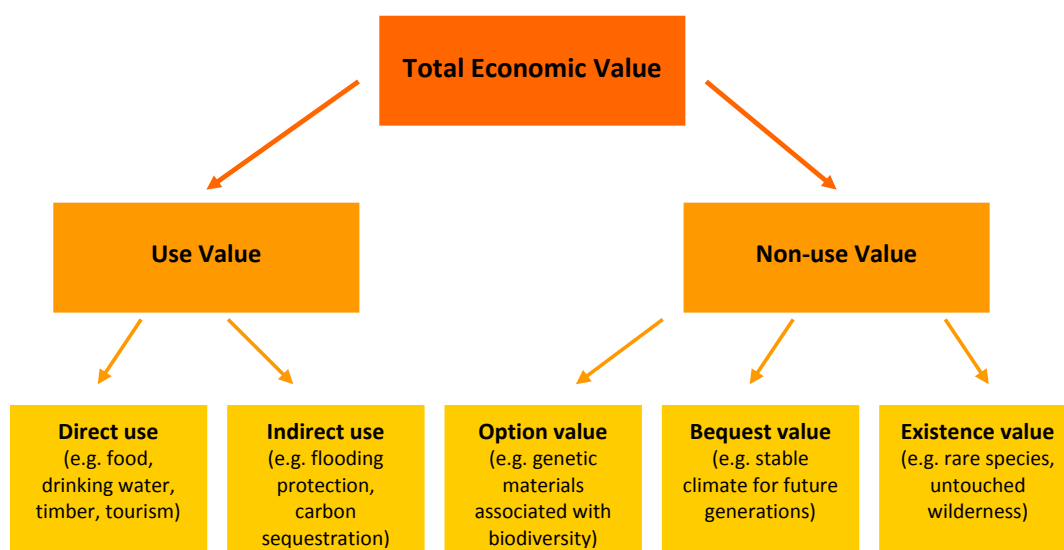 Total Economic Value
Use Value
Non-use Value
Direct use
(e.g. food,
drinking water,
timber, tourism)
Indirect use
(e.g. flooding
protection,
carbon
sequestration)
Option value
(e.g. genetic
materials
associated with
biodiversity)
Bequest value
(e.g. stable
climate for future
generations)
Existence value
(e.g. rare species,
untouched
wilderness)